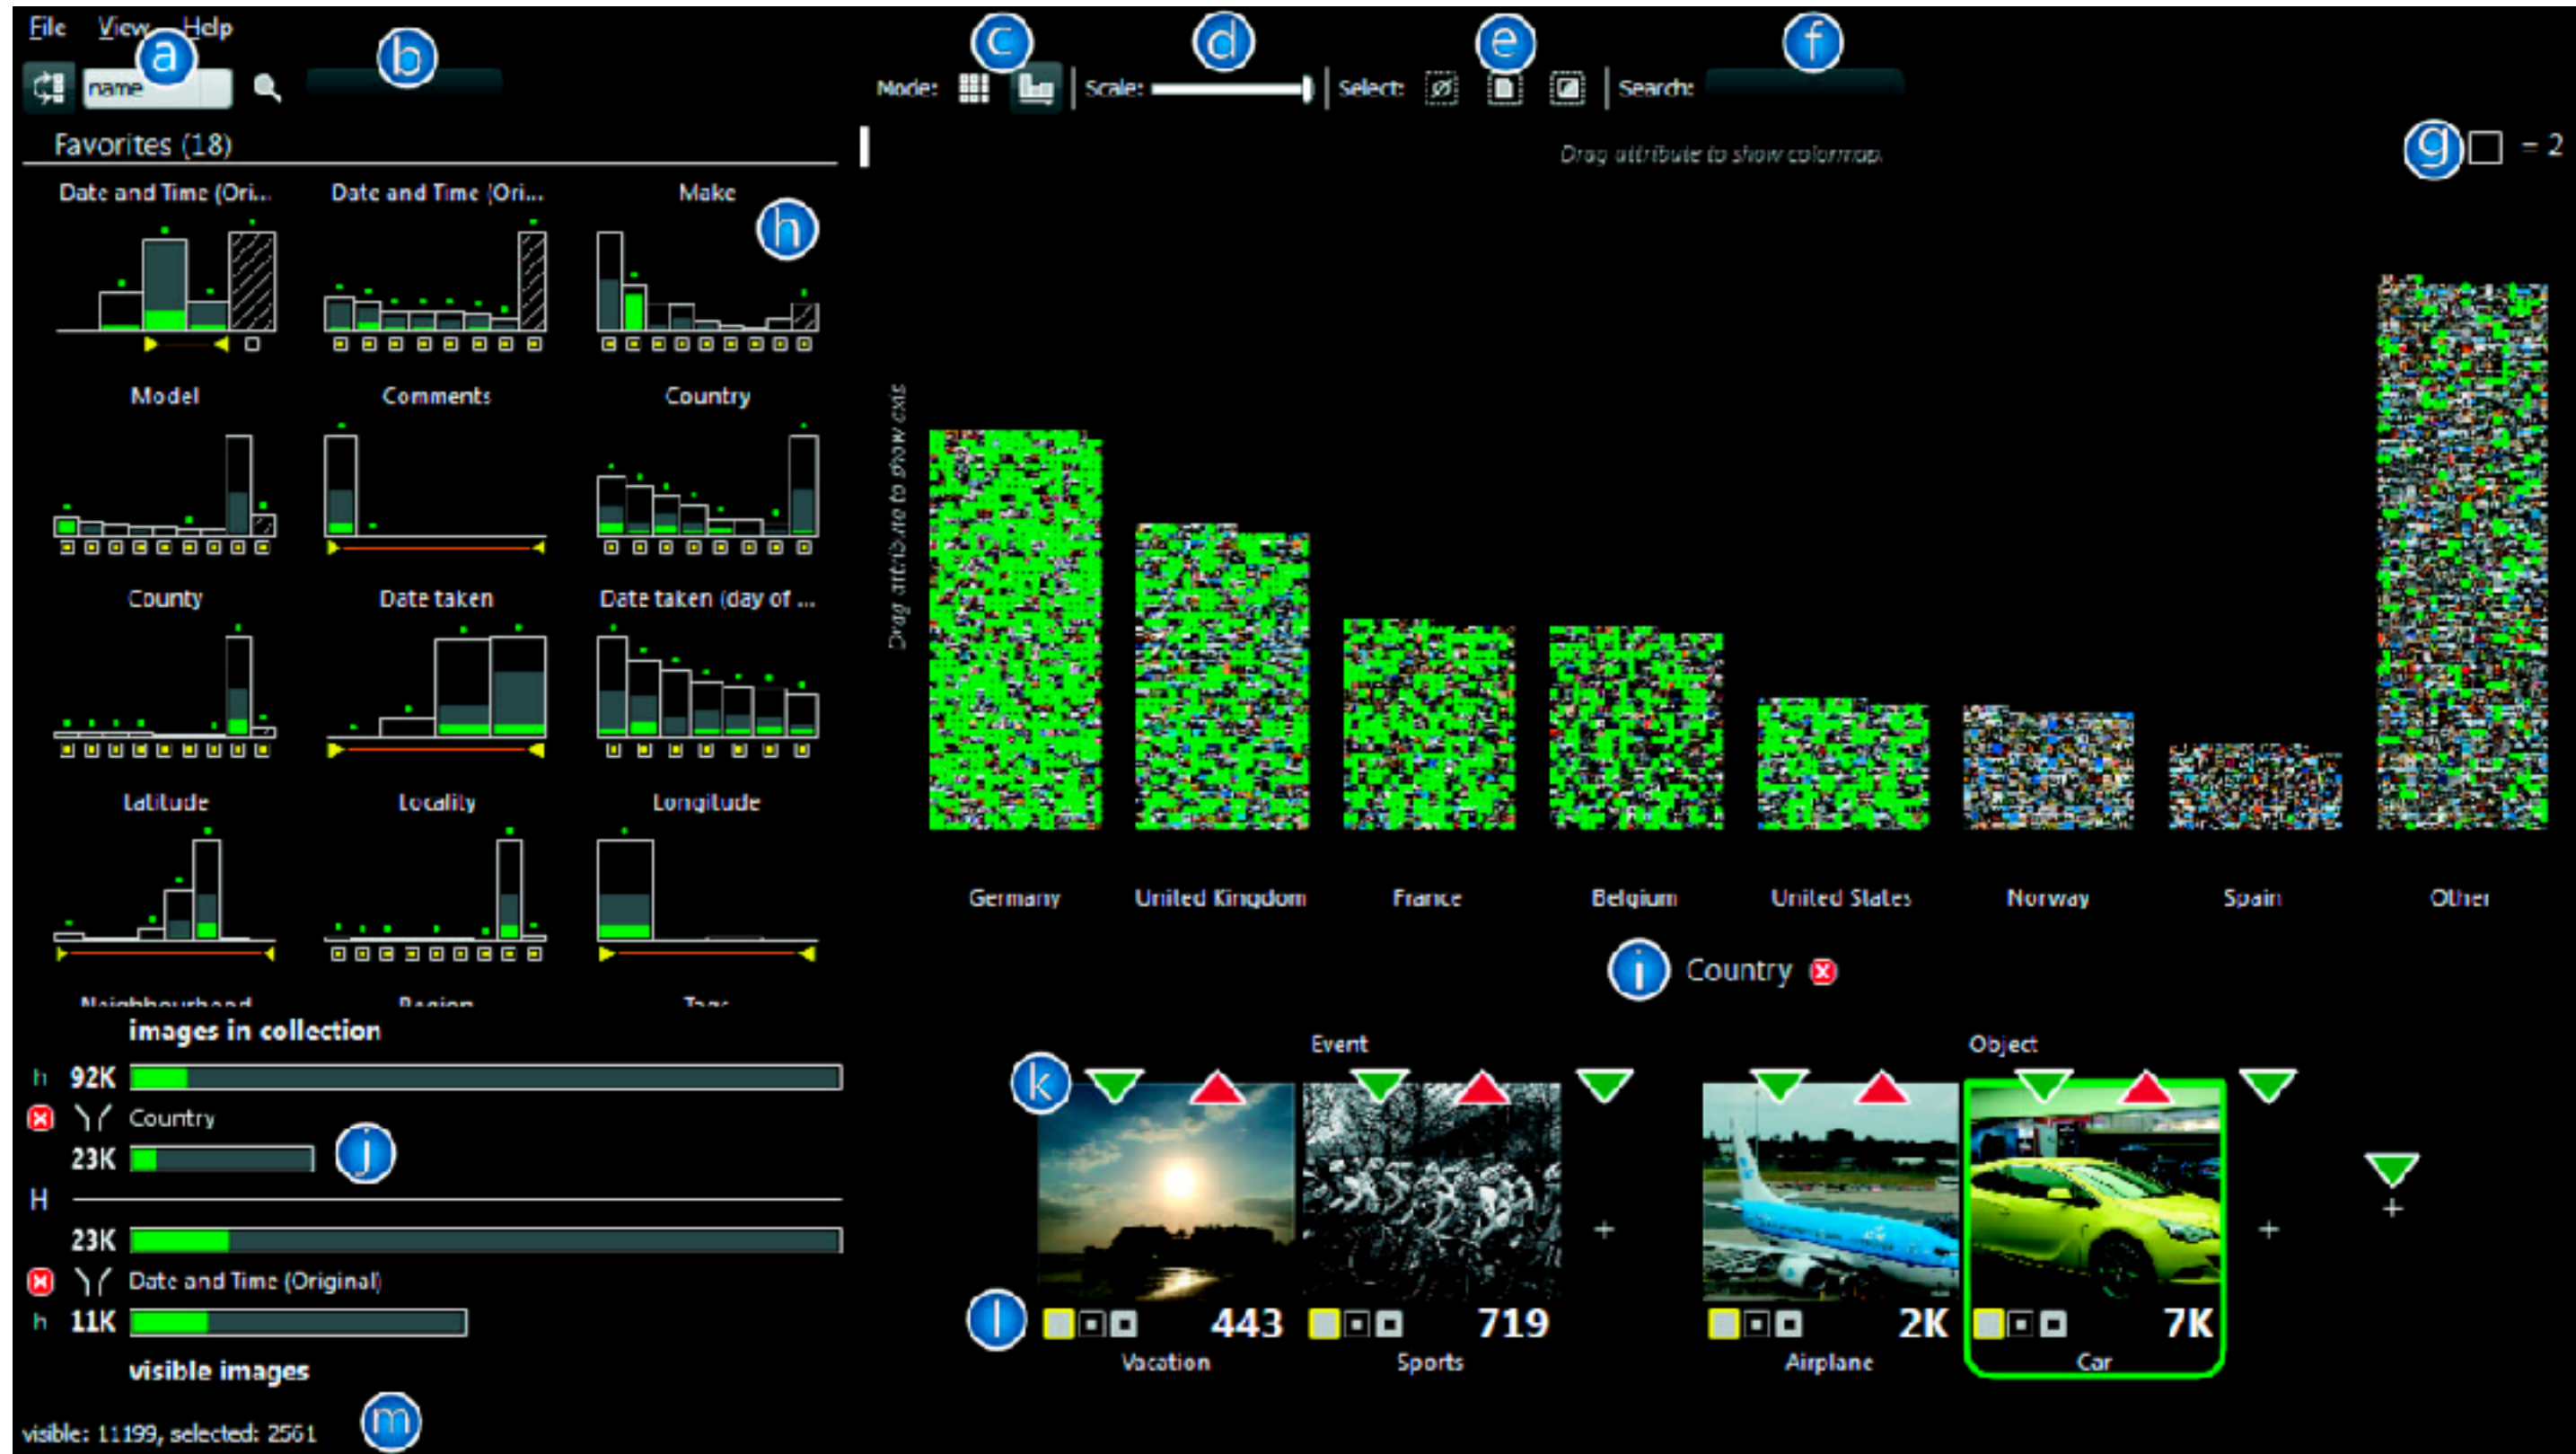 File View Help
a b c d e f
name
Mode: Scale: Select: Search:
Favorites (18)
Drag attribute to show colormap.
g = 2
Date and Time (Ori... Date and Time (Ori... Make
h
Model Comments Country
Drag attribute to show axis
County Date taken Date taken (day of ...
Latitude Locality Longitude
Germany United Kingdom France Belgium United States Norway Spain Other
i Country
Neighbourhood Region Tags
images in collection
Event Object
h 92K
k
Country
23K
j
H
23K
Date and Time (Original)
h 11K
l 443 719 2K 7K
Vacation Sports Airplane Car
visible images
m
visible: 11199, selected: 2561